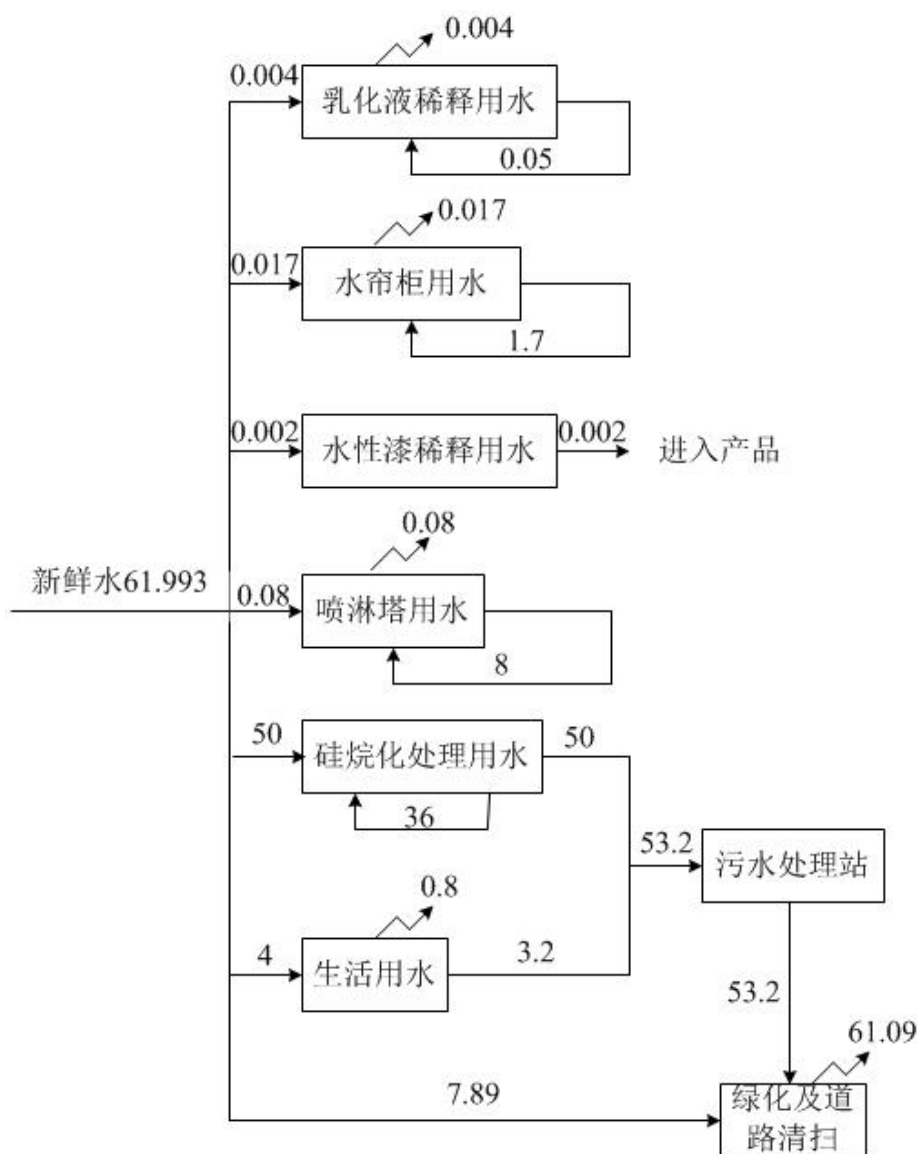 0.004
0.004
乳化液稀释用水
0.05
0.017
0.017
水帘柜用水
1.7
0.002
水性漆稀释用水
0.002
进入产品
0.08
新鲜水61.993
0.08
喷淋塔用水
8
50
硅烷化处理用水
50
36
53.2
污水处理站
0.8
4
生活用水
3.2
53.2
61.09
7.89
绿化及道
路清扫